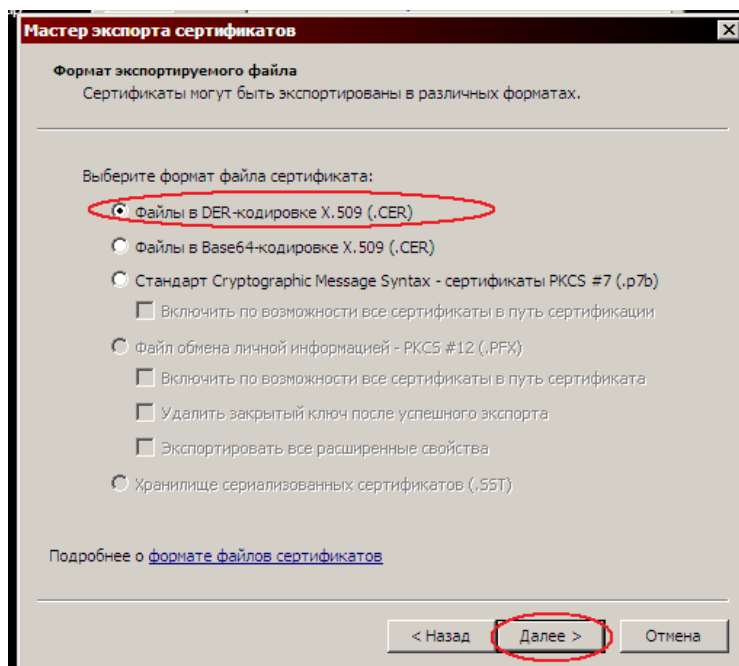 Мастер экспорта сертификатов
Формат экспортируемого файла
Сертификаты могут быть экспортированы в различных форматах.
Выберите формат файла сертификата:
Файлы в DER-кодировке X.509 (.CER)
Файлы в Base64-кодировке X.509 (.CER)
Стандарт Cryptographic Message Syntax - сертификаты PKCS #7 (.p7b)
Включить по возможности все сертификаты в путь сертификации
Файл обмена личной информацией - PKCS #12 (.PFX)
Включить по возможности все сертификаты в путь сертификата
Удалить закрытый ключ после успешного экспорта
Экспортировать все расширенные свойства
Хранилище сериализованных сертификатов (.SST)
Подробнее о формате файлов сертификатов
< Назад Далее > Отмена